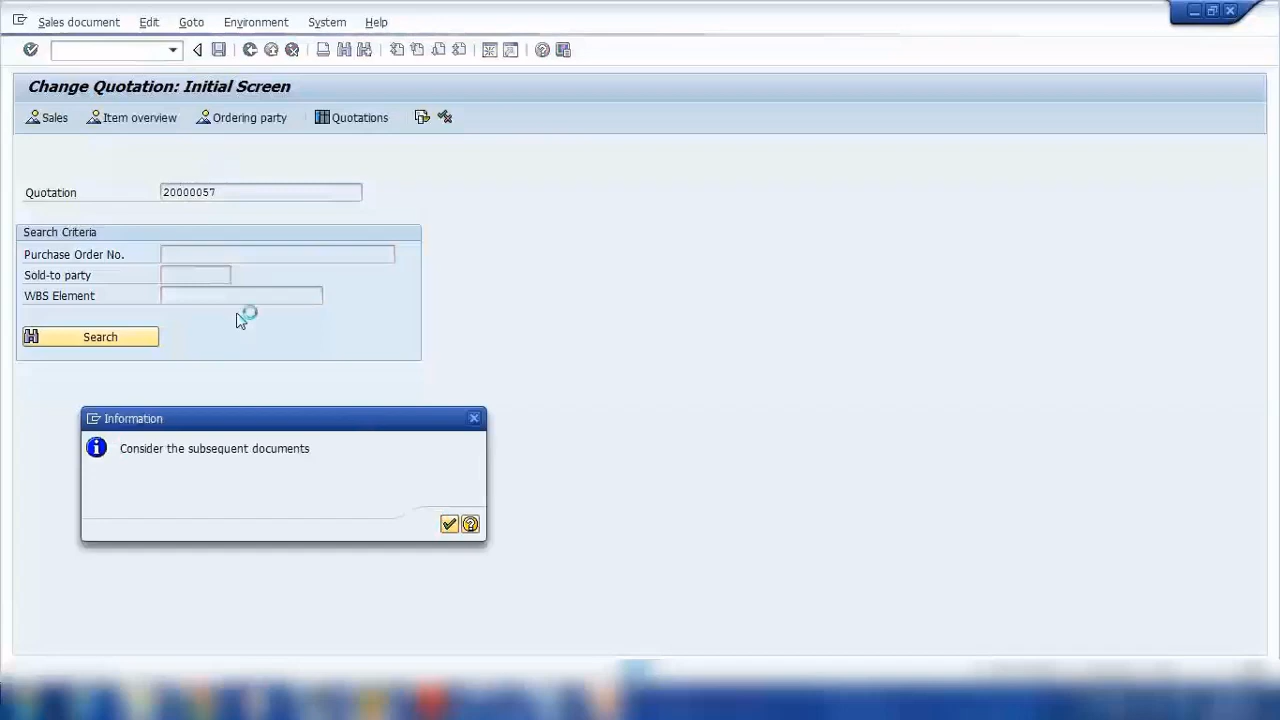 Sales document Edit Goto Environment System Help
Change Quotation: Initial Screen
Sales Item overview Ordering party Quotations
Quotation 20000057
Search Criteria
Purchase Order No.
Sold-to party
WBS Element
Search
Information
Consider the subsequent documents